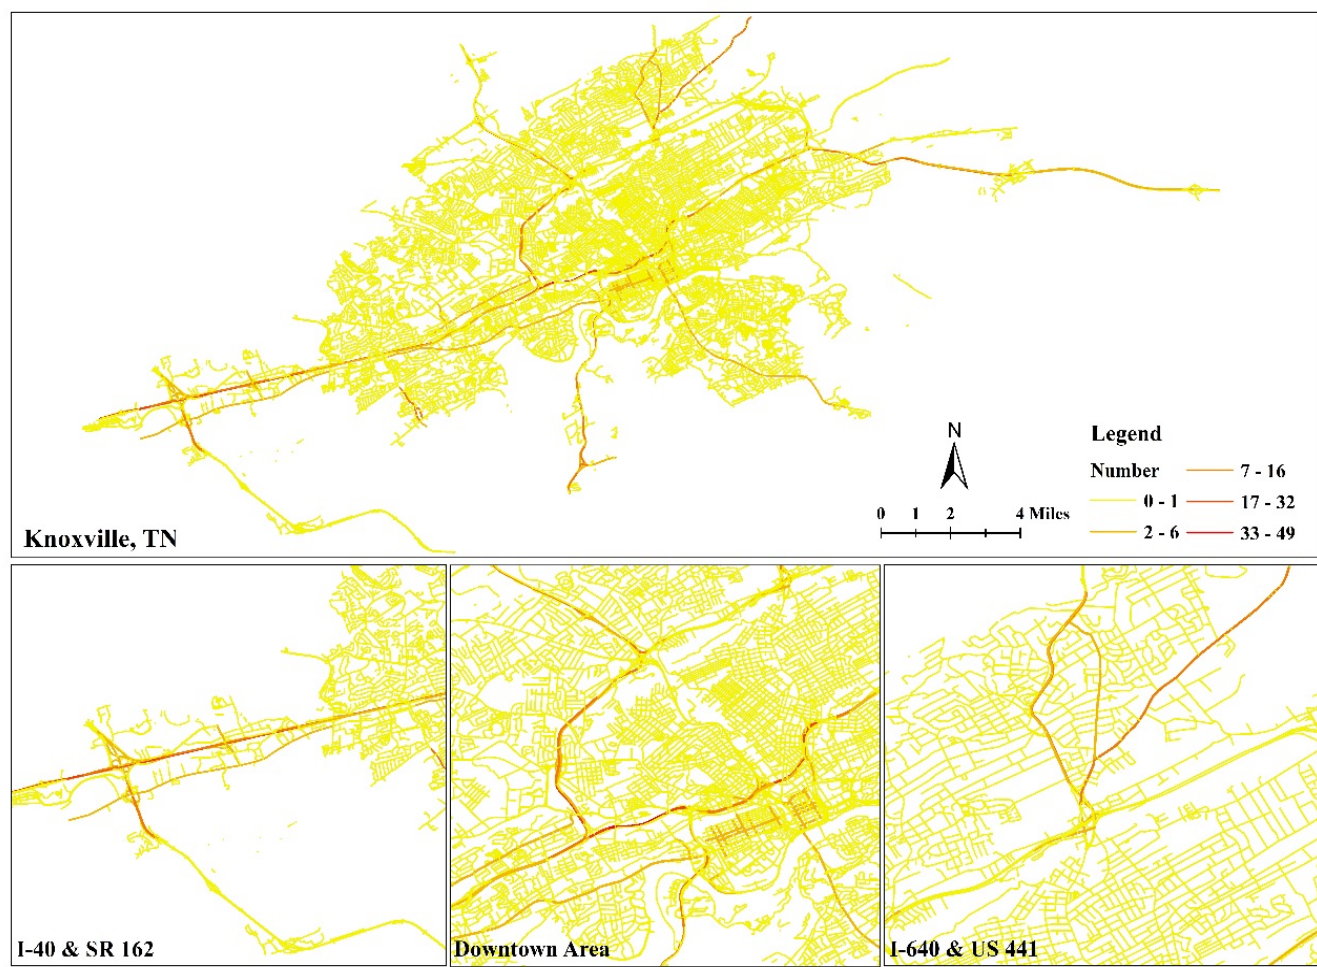 N
Legend
Number
7 - 16
0 - 1
17 - 32
2 - 6
33 - 49
0 1 2 4 Miles
Knoxville, TN
I-40 & SR 162
Downtown Area
I-640 & US 441